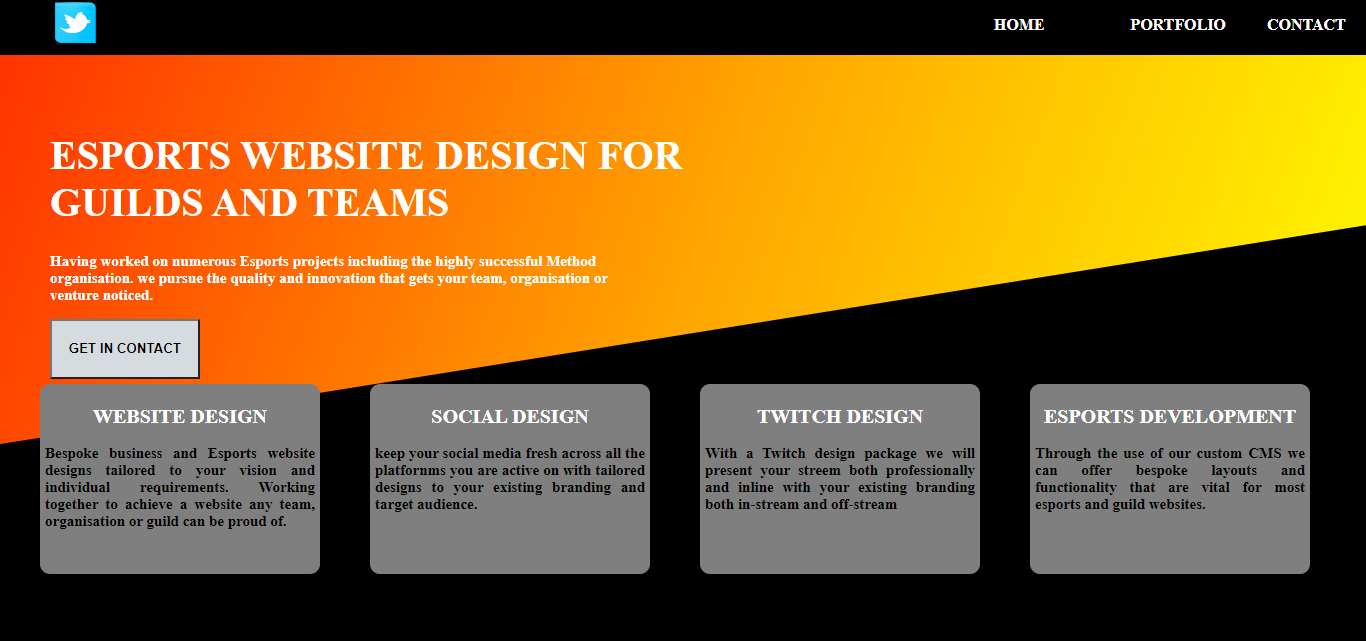 HOME PORTFOLIO CONTACT
ESPORTS WEBSITE DESIGN FOR
GUILDS AND TEAMS
Having worked on numerous Esports projects including the highly successful Method
organisation. we pursue the quality and innovation that gets your team, organisation or
venture noticed.
GET IN CONTACT
WEBSITE DESIGN
Bespoke business and Esports website
designs tailored to your vision and
individual requirements. Working
together to achieve a website any team,
organisation or guild can be proud of.
SOCIAL DESIGN
keep your social media fresh across all the
platfornms you are active on with tailored
designs to your existing branding and
target audience.
TWITCH DESIGN
With a Twitch design package we will
present your streem both professionally
and inline with your existing branding
both in-stream and off-stream
ESPORTS DEVELOPMENT
Through the use of our custom CMS we
can offer bespoke layouts and
functionality that are vital for most
esports and guild websites.